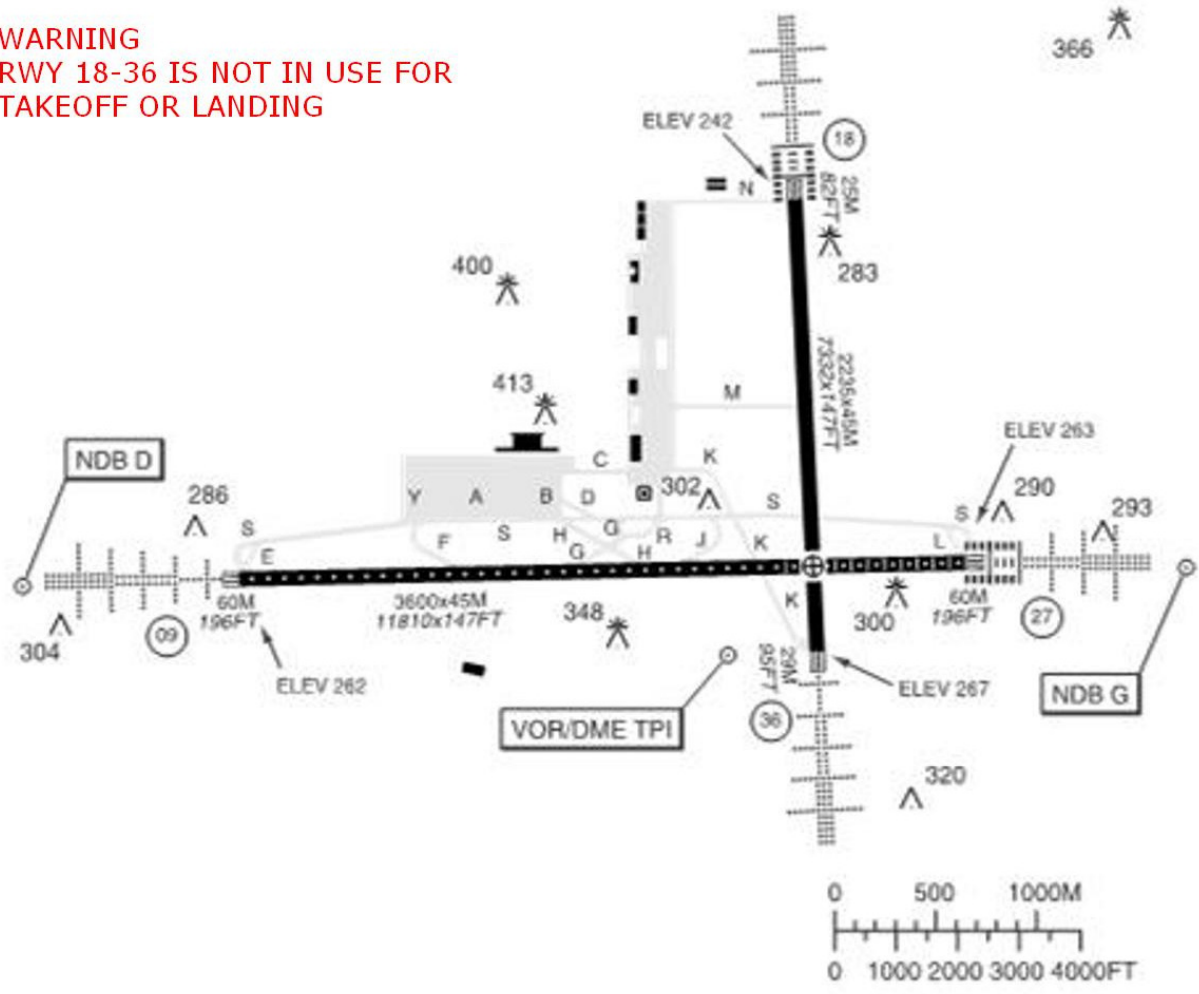 WARNING
RWY 18-36 IS NOT IN USE FOR
TAKEOFF OR LANDING
366
ELEV 242
18
25M
82FT
N
283
400
2235x45M
7332x147FT
413
M
ELEV 263
NDB D
C
K
286
Y
A
B
D
302
S
290
293
S
F
S
H
G
G
H
R
J
K
S
L
E
60M
196FT
3600x45M
11810x147FT
348
K
300
60M
196FT
27
304
09
ELEV 262
29M
95FT
ELEV 267
NDB G
VOR/DME TPI
36
320
0 500 1000M
0 1000 2000 3000 4000FT